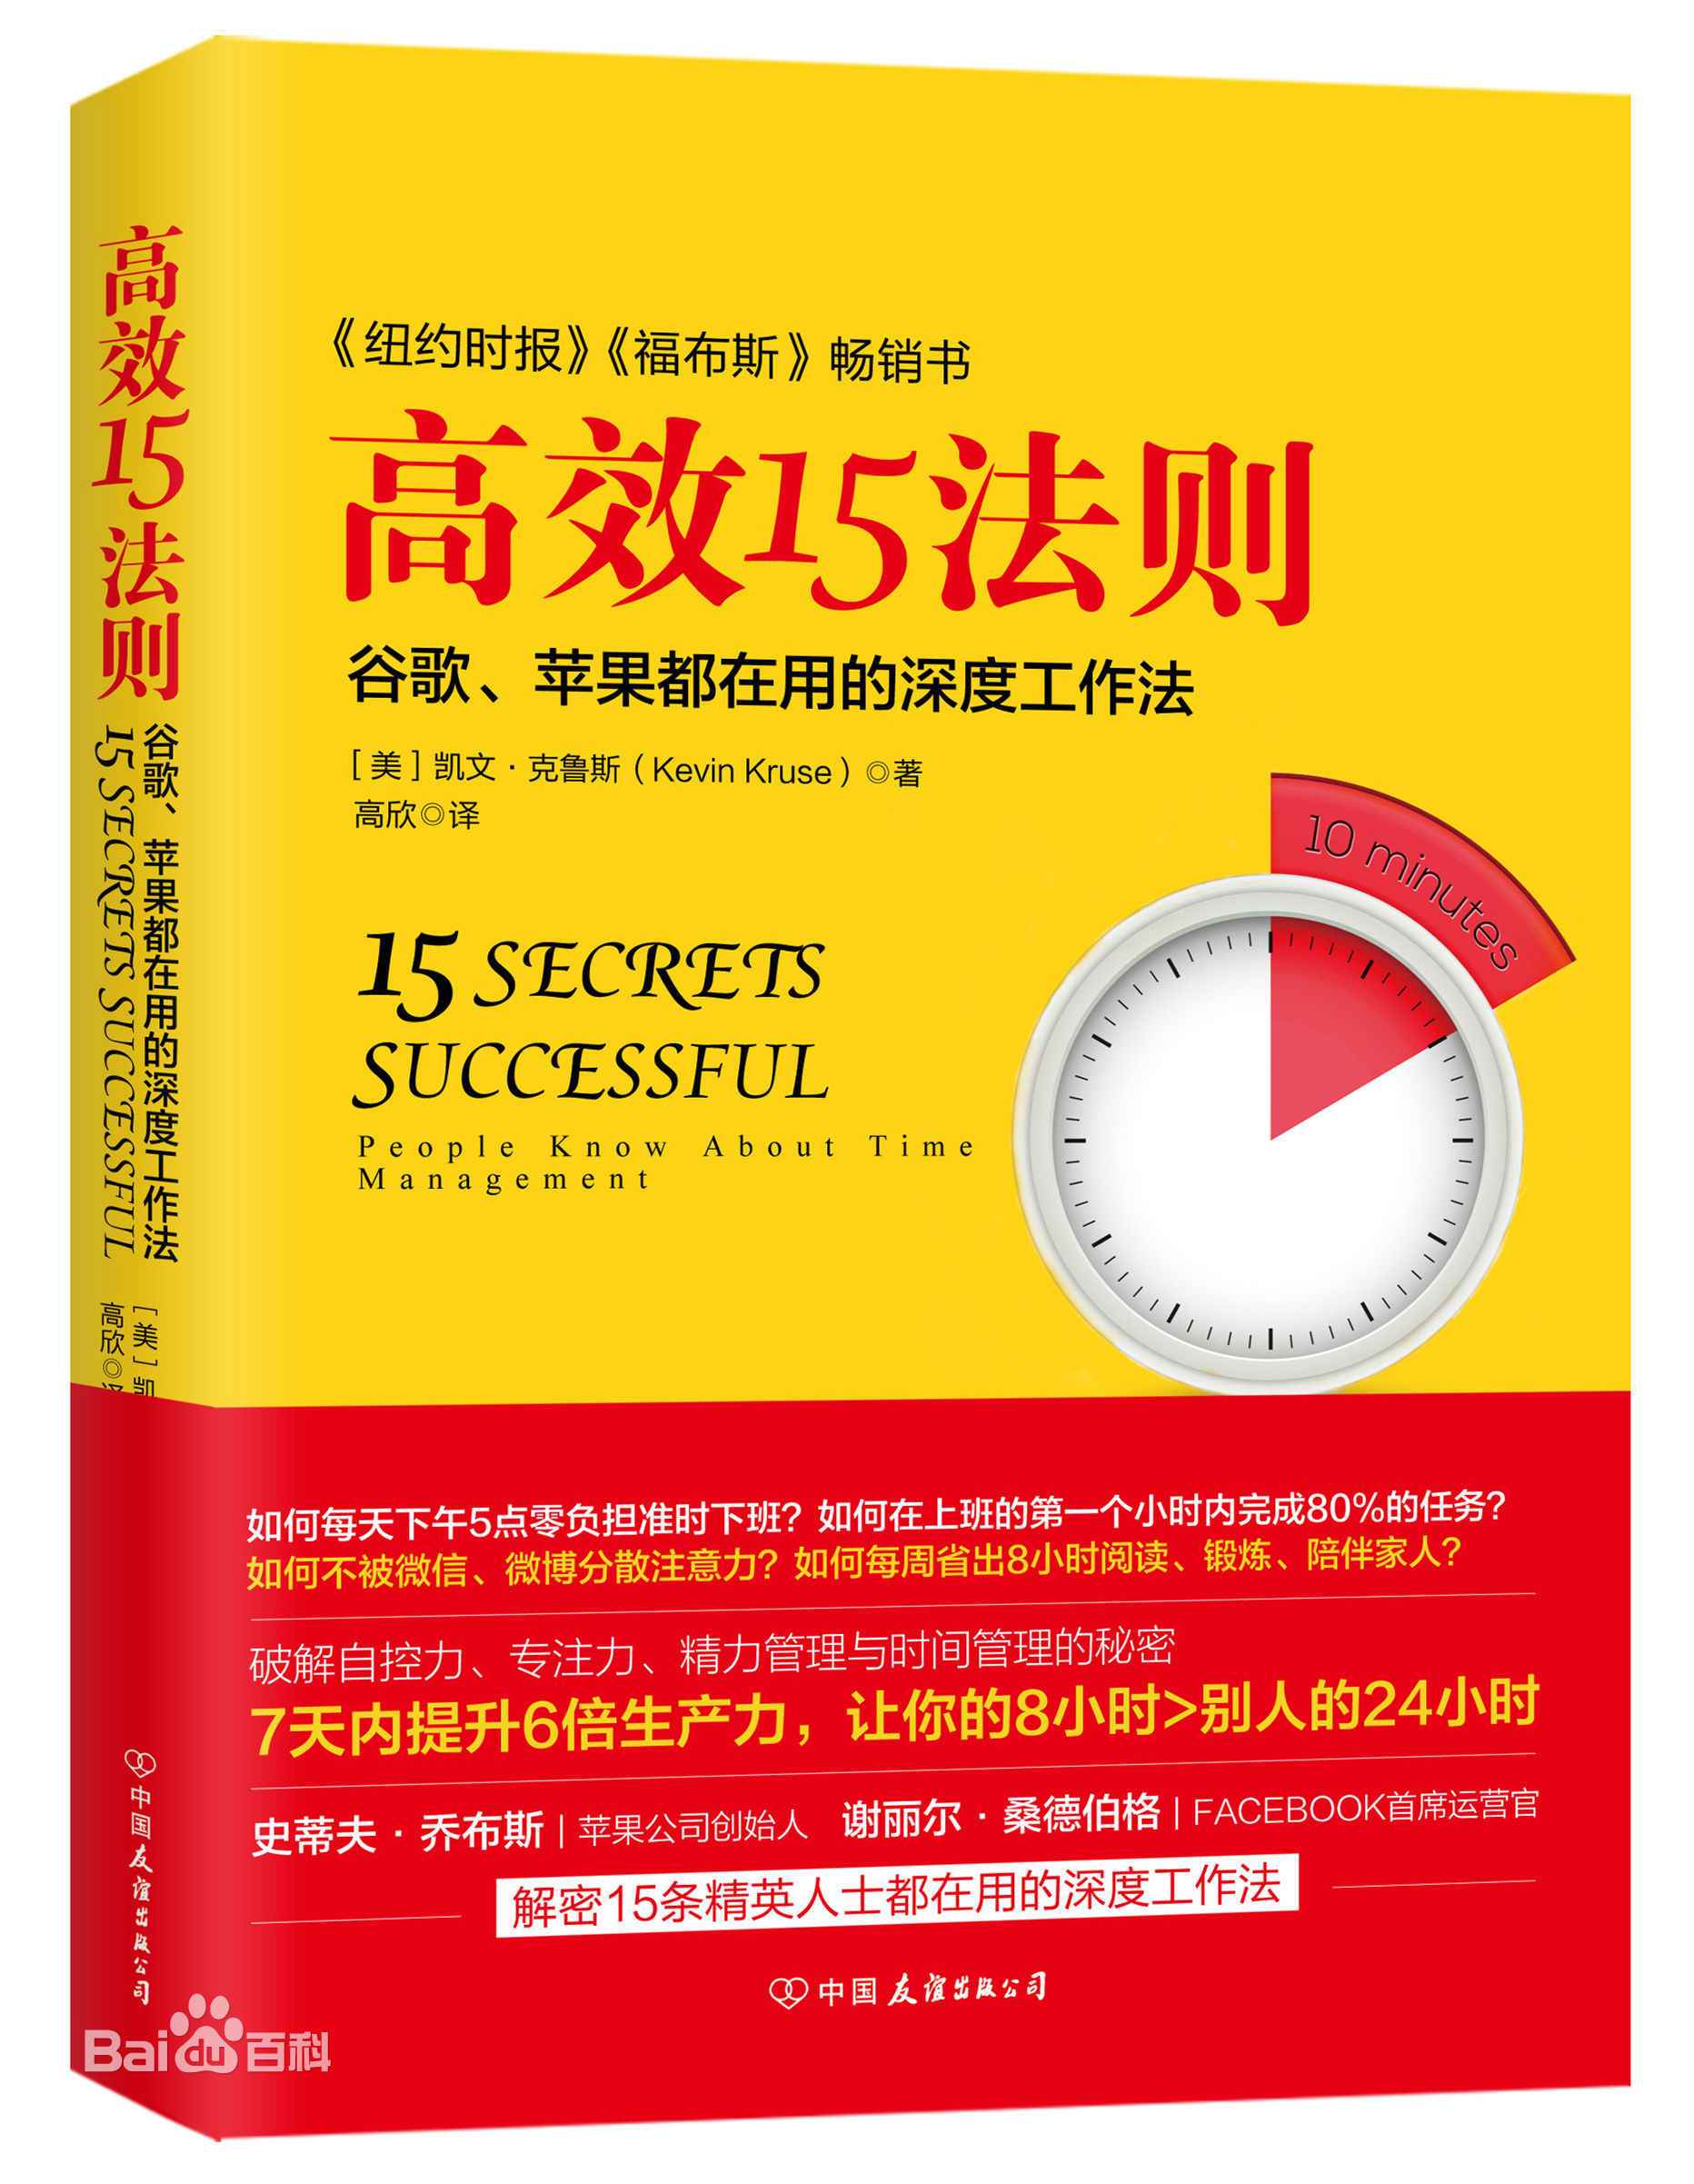 《纽约时报》《福布斯》畅销书
高效15法则
谷歌、苹果都在用的深度工作法
[美] 凯文·克鲁斯（Kevin Kruse）◎著
高欣◎译
10 minutes
15 SECRETS
SUCCESSFUL
People Know About Time
Management
如何每天下午5点零负担准时下班？如何在上班的第一个小时内完成80%的任务？
如何不被微信、微博分散注意力？如何每周省出8小时阅读、锻炼、陪伴家人？
破解自控力、专注力、精力管理与时间管理的秘密
7天内提升6倍生产力，让你的8小时>别人的24小时
史蒂夫·乔布斯|苹果公司创始人 谢丽尔·桑德伯格|FACEBOOK首席运营官
解密15条精英人士都在用的深度工作法
中国友谊出版公司
高效15法则
谷歌、苹果都在用的深度工作法
15 SECRETS SUCCESSFUL
[美] 凯
高欣◎译
中国友谊出版公司
Bai du 百科